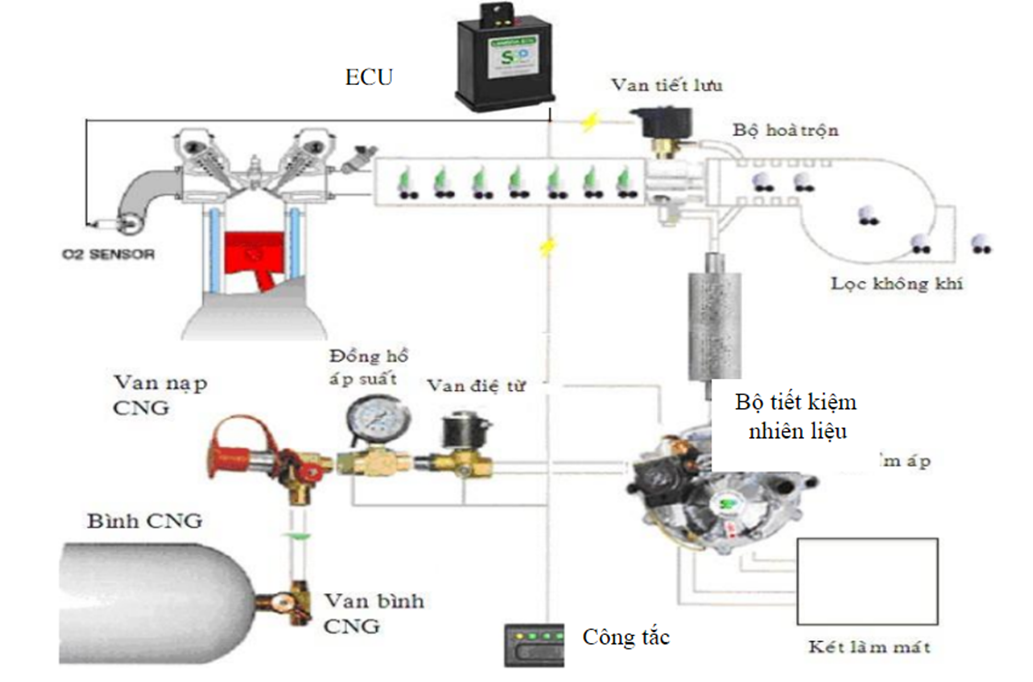 ECU
Van tiết lưu
Bộ hoà trộn
O2 SENSOR
Lọc không khí
Đồng hồ
áp suất
Van nạp
CNG
Van điệ từ
Bộ tiết kiệm
nhiên liệu
áp
Bình CNG
Van bình
CNG
Công tắc
Két làm mát